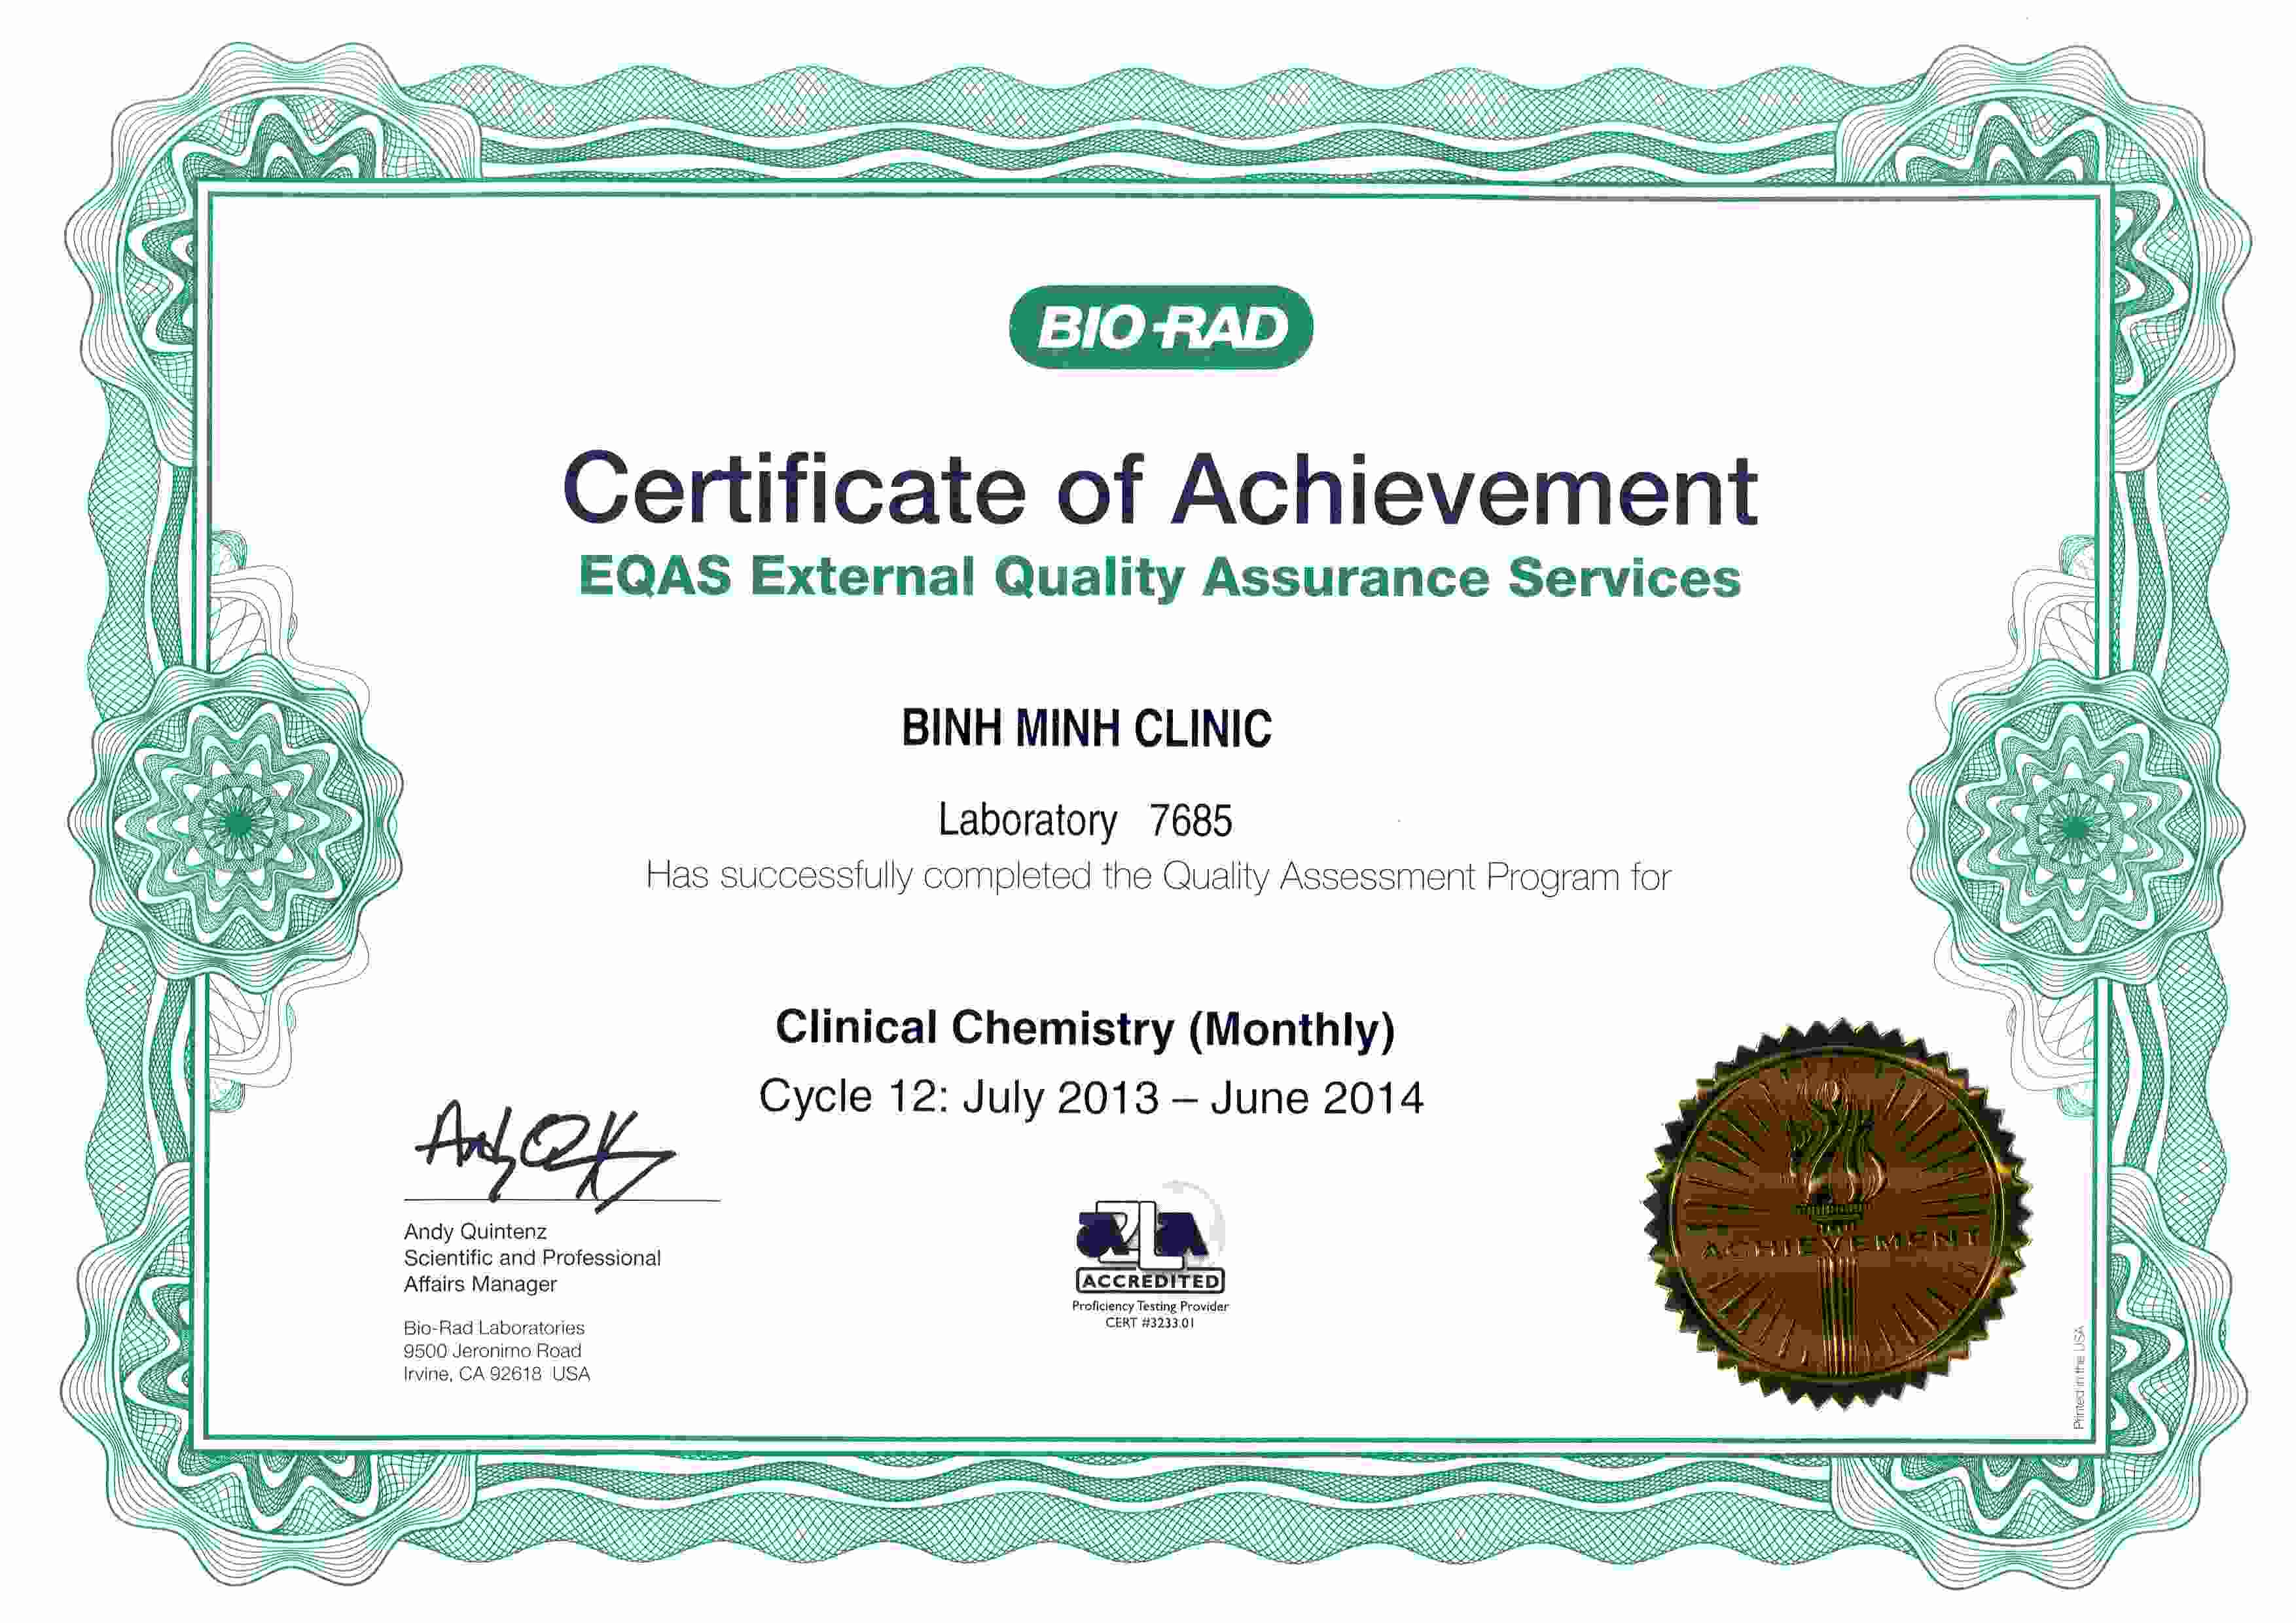 BIO-RAD
Certificate of Achievement
EQAS External Quality Assurance Services
BINH MINH CLINIC
Laboratory 7685
Has successfully completed the Quality Assessment Program for
Clinical Chemistry (Monthly)
Cycle 12: July 2013 – June 2014
Andy Quintenz
Scientific and Professional
Affairs Manager
Bio-Rad Laboratories
9500 Jeronimo Road
Irvine, CA 92618 USA
A2LA
ACCREDITED
Proficiency Testing Provider
CERT #3233.01
ACHIEVEMENT
Printed in the USA